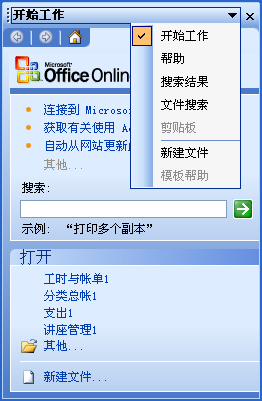 开始工作
开始工作
帮助
搜索结果
文件搜索
剪贴板
新建文件
模板帮助
Microsoft
Office Online
连接到 Microso
获取有关使用 A
自动从网站更新
其他...
搜索:
示例: “打印多个副本”
打开
工时与帐单1
分类总帐1
支出1
讲座管理1
其他...
新建文件...